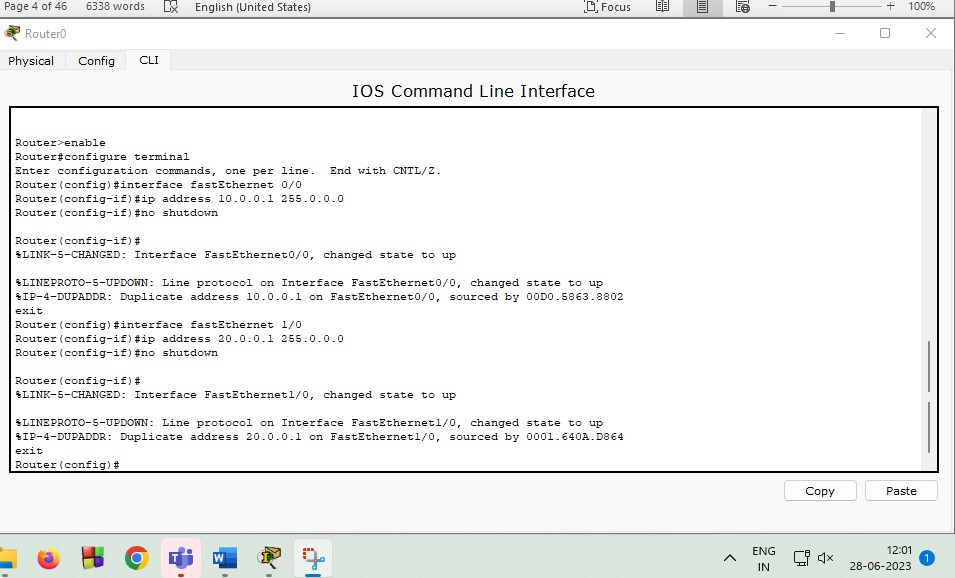 Page 4 of 46 6338 words English (United States) Focus 100%
Router0
Physical Config CLI
IOS Command Line Interface
Router>enable
Router#configure terminal
Enter configuration commands, one per line.  End with CNTL/Z.
Router(config)#interface fastEthernet 0/0
Router(config-if)#ip address 10.0.0.1 255.0.0.0
Router(config-if)#no shutdown
Router(config-if)#
%LINK-5-CHANGED: Interface FastEthernet0/0, changed state to up
%LINEPROTO-5-UPDOWN: Line protocol on Interface FastEthernet0/0, changed state to up
%IP-4-DUPADDR: Duplicate address 10.0.0.1 on FastEthernet0/0, sourced by 00D0.5863.8802
exit
Router(config)#interface fastEthernet 1/0
Router(config-if)#ip address 20.0.0.1 255.0.0.0
Router(config-if)#no shutdown
Router(config-if)#
%LINK-5-CHANGED: Interface FastEthernet1/0, changed state to up
%LINEPROTO-5-UPDOWN: Line protocol on Interface FastEthernet1/0, changed state to up
%IP-4-DUPADDR: Duplicate address 20.0.0.1 on FastEthernet1/0, sourced by 0001.640A.D864
exit
Router(config)#
Copy Paste
ENG 12:01
IN 28-06-2023 1